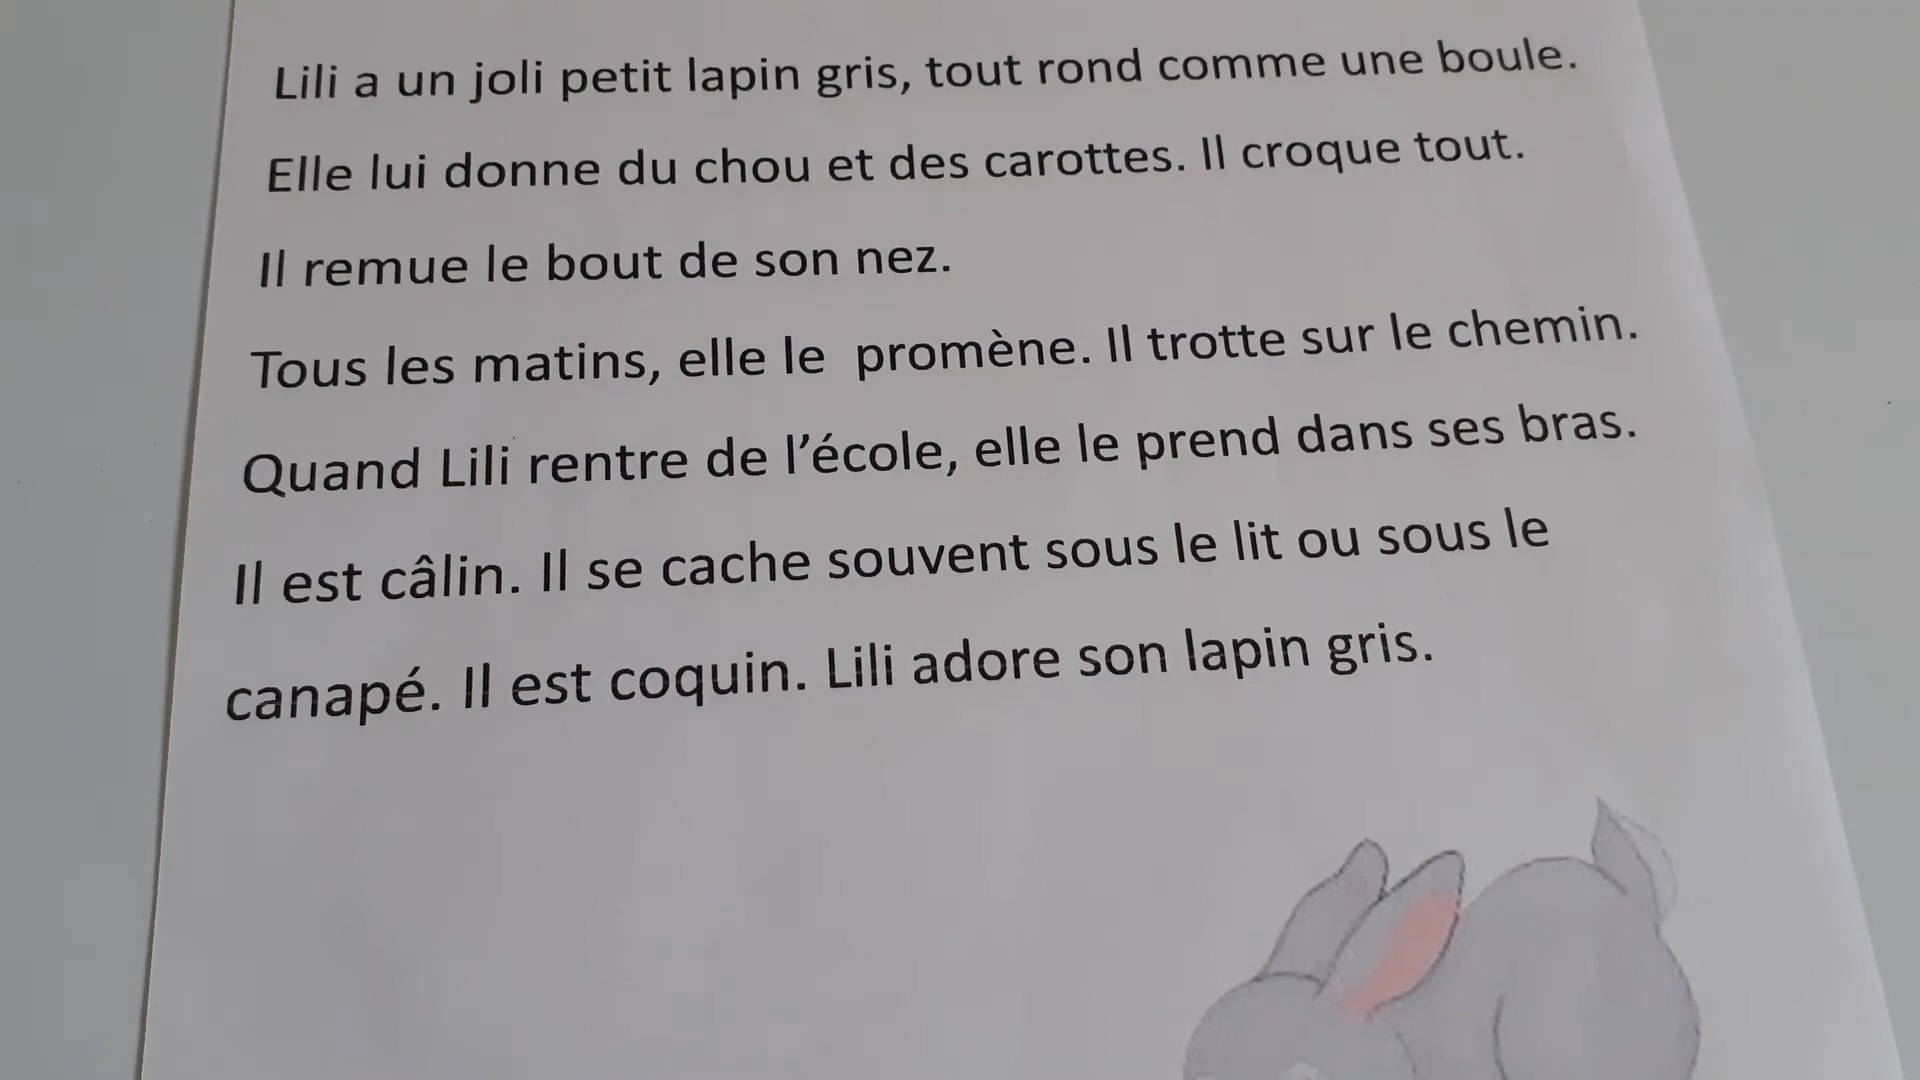 Lili a un joli petit lapin gris, tout rond comme une boule.
Elle lui donne du chou et des carottes. Il croque tout.
Il remue le bout de son nez.
Tous les matins, elle le promène. Il trotte sur le chemin.
Quand Lili rentre de l’école, elle le prend dans ses bras.
Il est câlin. Il se cache souvent sous le lit ou sous le
canapé. Il est coquin. Lili adore son lapin gris.